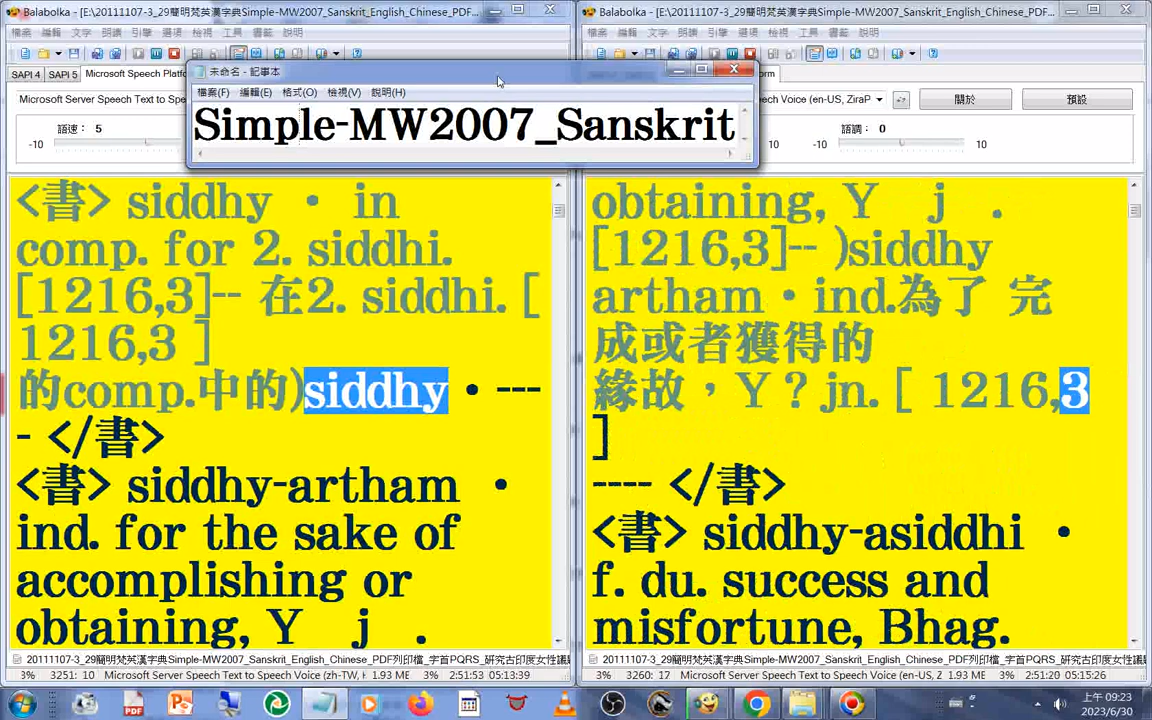 Balabolka - [E:\20111107-3_29簡明梵英漢字典Simple-MW2007_Sanskrit_English_Chinese_PDF...
檔案 編輯 文字 朗讀 引擎 選項 檢視 工具 書籤 說明
SAPI 4 SAPI 5 Microsoft Speech Platf
Microsoft Server Speech Text to Speech
語速： 5
-10
未命名 - 記事本
檔案(F) 編輯(E) 格式(O) 檢視(V) 說明(H)
Simple-MW2007_Sanskrit
<書> siddhy • in
comp. for 2. siddhi.
[1216,3]-- 在2. siddhi. [
1216,3 ]
的comp.中的)siddhy • ---
- </書>
<書> siddhy-artham •
ind. for the sake of
accomplishing or
obtaining, Y j .
20111107-3_29簡明梵英漢字典Simple-MW2007_Sanskrit_English_Chinese_PDF列印檔_字首PQRS_研究古印度女性議
3% 3251: 10 Microsoft Server Speech Text to Speech Voice (zh-TW, H 1.93 ME 3% 2:51:53 05:13:39
Balabolka - [E:\20111107-3_29簡明梵英漢字典Simple-MW2007_Sanskrit_English_Chinese_PDF...
檔案 編輯 文字 朗讀 引擎 選項 檢視 工具 書籤 說明
orm
ech Voice (en-US, ZiraP 關於 預設
語調： 0
10 -10 10
obtaining, Y j .
[1216,3]-- )siddhy
artham • ind.為了 完
成或者獲得的
緣故，Y？jn. [ 1216,3
]
---- </書>
<書> siddhy-asiddhi •
f. du. success and
misfortune, Bhag.
20111107-3_29簡明梵英漢字典Simple-MW2007_Sanskrit_English_Chinese_PDF列印檔_字首PQRS_研究古印度女性議
3% 3260: 17 Microsoft Server Speech Text to Speech Voice (en-US, Z 1.93 ME 3% 2:51:20 05:15:26
上午 09:23
2023/6/30